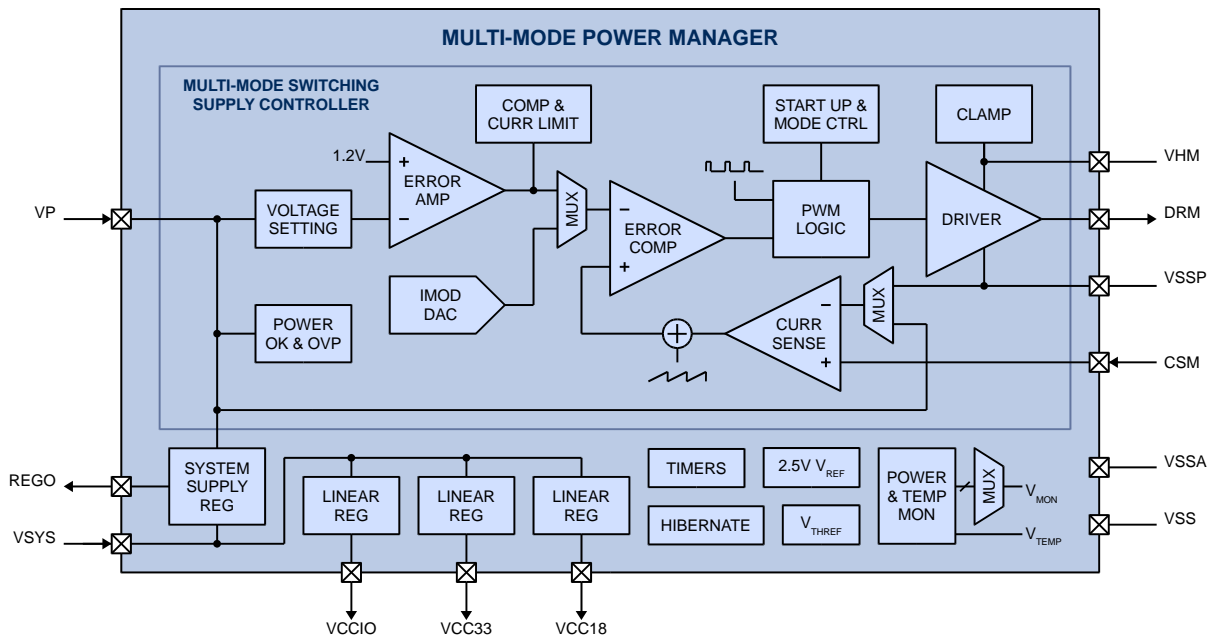 MULTI-MODE POWER MANAGER
MULTI-MODE SWITCHING
SUPPLY CONTROLLER
COMP &
CURR LIMIT
START UP &
MODE CTRL
CLAMP
1.2V
+
ERROR
AMP
−
VHM
VP
VOLTAGE
SETTING
MUX
−
ERROR
COMP
+
PWM
LOGIC
DRIVER
DRM
IMOD
DAC
MUX
VSSP
POWER
OK & OVP
+
−
CURR
SENSE
+
CSM
REGO
SYSTEM
SUPPLY
REG
LINEAR
REG
LINEAR
REG
LINEAR
REG
TIMERS
2.5V VREF
POWER
& TEMP
MON
MUX
VMON
VSSA
VSYS
HIBERNATE
VTHREF
VTEMP
VSS
VCCIO
VCC33
VCC18